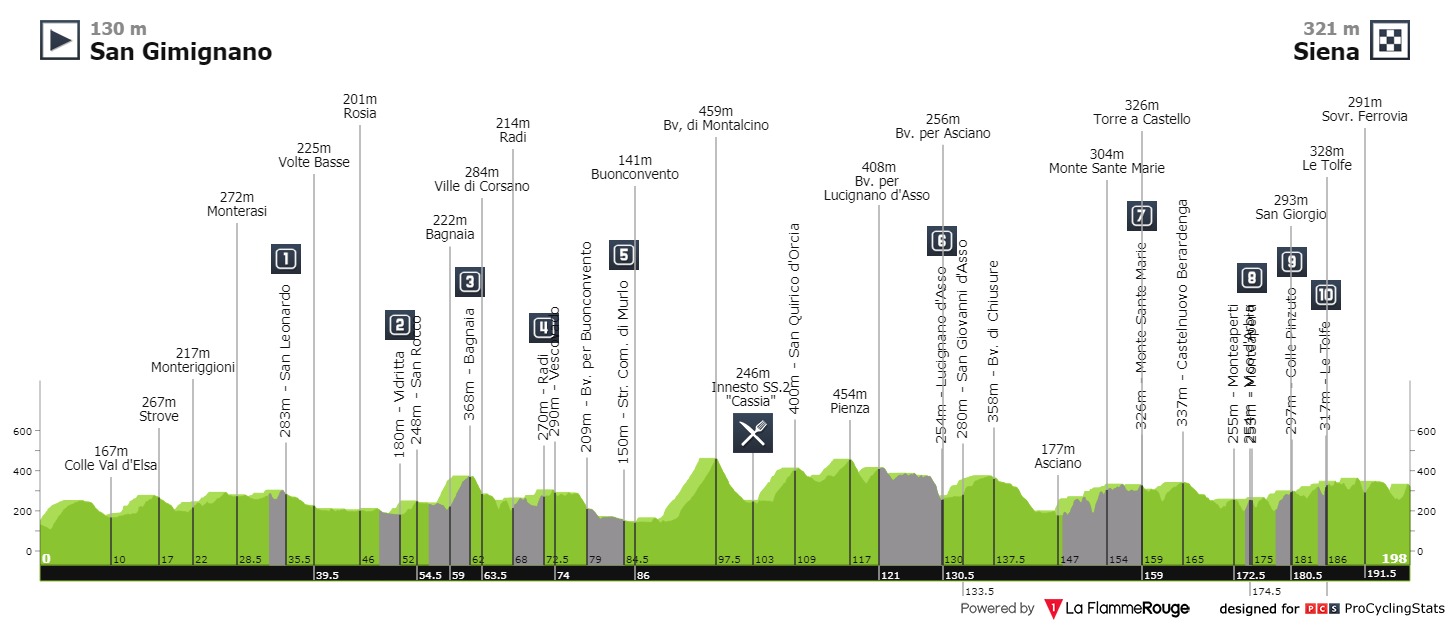 130 m
San Gimignano
321 m
Siena
201m
Rosia
459m
Bv, di Montalcino
326m
Torre a Castello
291m
Sovr. Ferrovia
214m
Radi
256m
Bv. per Asciano
225m
Volte Basse
141m
Buonconvento
304m
Monte Sante Marie
328m
Le Tolfe
284m
Ville di Corsano
408m
Bv. per
Lucignano d'Asso
272m
Monterasi
293m
San Giorgio
222m
Bagnaia
217m
Monteriggioni
246m
Innesto SS.2
"Cassia"
267m
Strove
454m
Pienza
167m
Colle Val d'Elsa
177m
Asciano
1
2
3
4
5
6
7
8
9
10
283m - San Leonardo
180m - Vidritta
248m - San Rocco
368m - Bagnaia
270m - Radi
290m - Vescovado
209m - Bv. per Buonconvento
150m - Str. Com. di Murlo
400m - San Quirico d'Orcia
254m - Lucignano d'Asso
280m - San Giovanni d'Asso
358m - Bv. di Chiusure
326m - Monte Sante Marie
337m - Castelnuovo Berardenga
255m - Monteaperti
297m - Colle Pinzuto
317m - Le Tolfe
600
400
200
0
600
400
200
0
0 10 17 22 28.5 35.5 46 52 62 68 72.5 79 84.5 97.5 103 109 117 130 137.5 147 154 159 165 175 181 186 198
39.5 54.5 59 63.5 74 86 121 130.5 159 172.5 180.5 191.5
133.5 174.5
Powered by La FlammeRouge designed for PCS ProCyclingStats